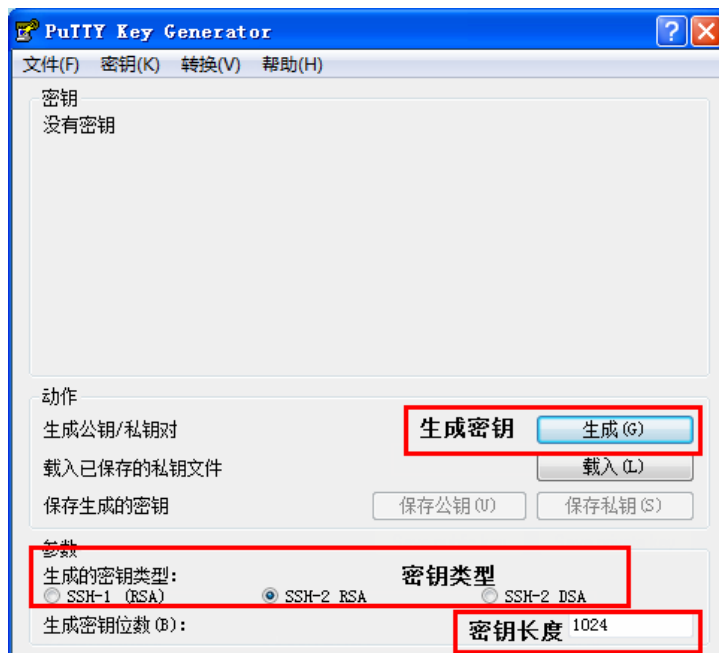 PuTTY Key Generator
文件(F) 密钥(K) 转换(V) 帮助(H)
密钥
没有密钥
动作
生成公钥/私钥对 生成密钥 生成(G)
载入已保存的私钥文件 载入(L)
保存生成的密钥 保存公钥(U) 保存私钥(S)
参数
生成的密钥类型: 密钥类型
SSH-1 (RSA) SSH-2 RSA SSH-2 DSA
生成密钥位数(B): 密钥长度 1024